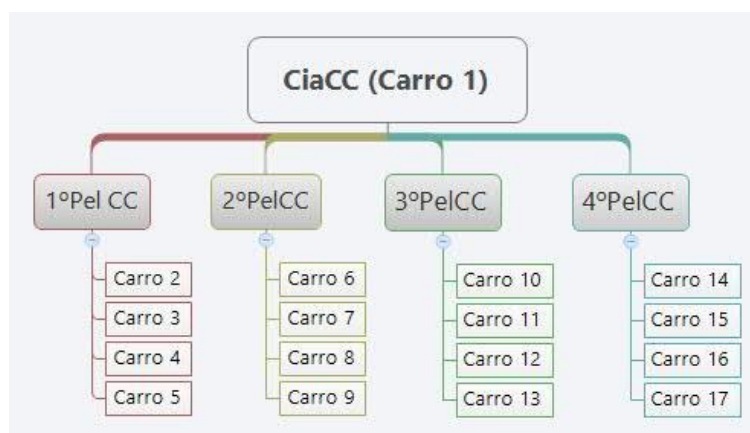 CiaCC (Carro 1)
1ºPel CC
Carro 2
Carro 3
Carro 4
Carro 5
2ºPelCC
Carro 6
Carro 7
Carro 8
Carro 9
3ºPelCC
Carro 10
Carro 11
Carro 12
Carro 13
4ºPelCC
Carro 14
Carro 15
Carro 16
Carro 17